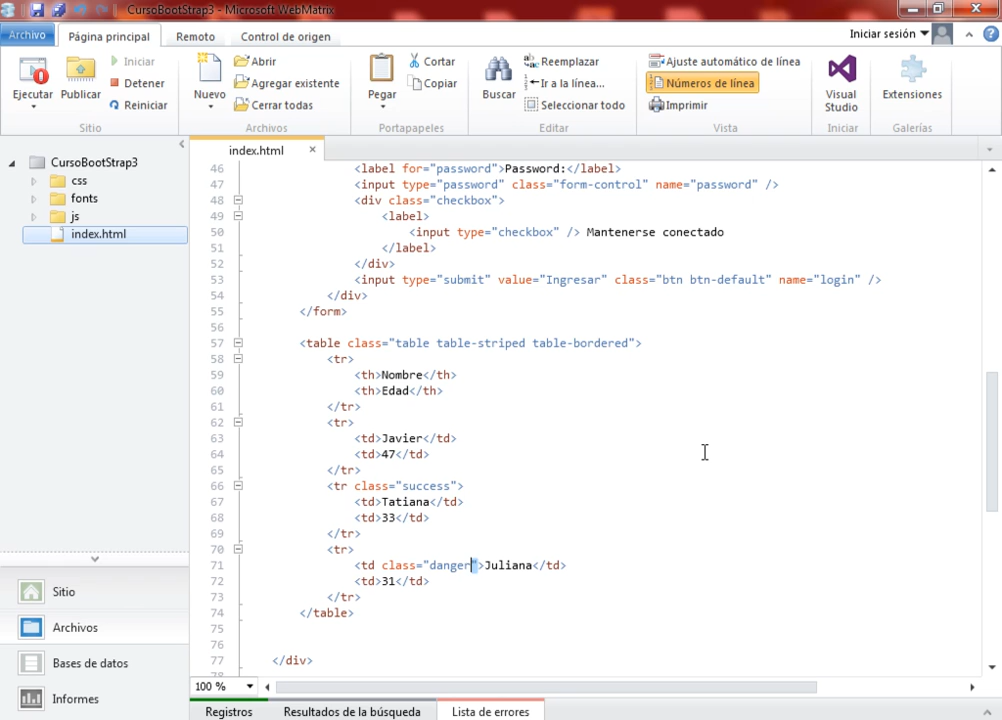 CursoBootStrap3 - Microsoft WebMatrix
Archivo
Página principal
Remoto
Control de origen
Iniciar sesión
Ejecutar
Publicar
Iniciar
Detener
Reiniciar
Sitio
Nuevo
Abrir
Agregar existente
Cerrar todas
Archivos
Pegar
Cortar
Copiar
Portapapeles
Buscar
Reemplazar
Ir a la línea...
Seleccionar todo
Editar
Ajuste automático de línea
Números de línea
Imprimir
Vista
Visual
Studio
Iniciar
Extensiones
Galerías
CursoBootStrap3
css
fonts
js
index.html
Sitio
Archivos
Bases de datos
Informes
index.html
46 <label for="password">Password:</label>
47 <input type="password" class="form-control" name="password" />
48 <div class="checkbox">
49 <label>
50 <input type="checkbox" /> Mantenerse conectado
51 </label>
52 </div>
53 <input type="submit" value="Ingresar" class="btn btn-default" name="login" />
54 </div>
55 </form>
56
57 <table class="table table-striped table-bordered">
58 <tr>
59 <th>Nombre</th>
60 <th>Edad</th>
61 </tr>
62 <tr>
63 <td>Javier</td>
64 <td>47</td>
65 </tr>
66 <tr class="success">
67 <td>Tatiana</td>
68 <td>33</td>
69 </tr>
70 <tr>
71 <td class="danger">Juliana</td>
72 <td>31</td>
73 </tr>
74 </table>
75
76
77 </div>
78
100 %
Registros
Resultados de la búsqueda
Lista de errores